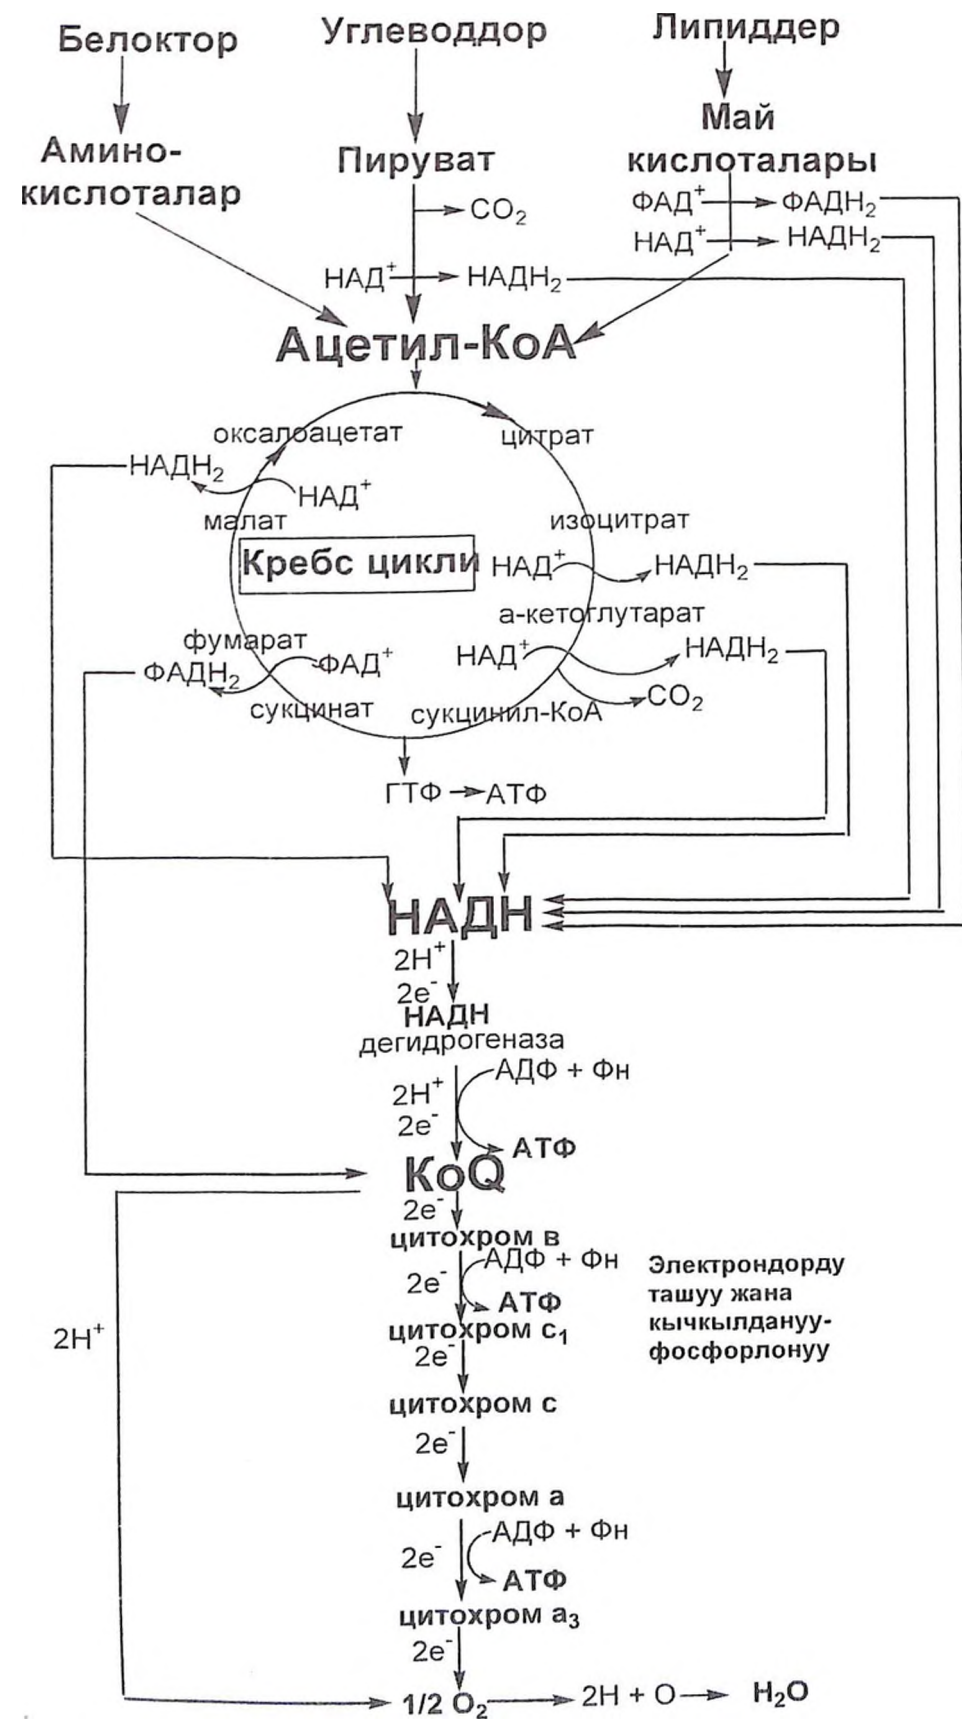 Белоктор
Углеводдор
Липиддер
Амино-
кислоталар
Пируват
Май
кислоталары
CO₂
ФАД⁺ ФАДН₂
НАД⁺ НАДН₂
НАД⁺ НАДН₂
Ацетил-КоА
оксалоацетат
цитрат
НАДН₂
НАД⁺
малат
изоцитрат
Кребс цикли
НАД⁺ НАДН₂
а-кетоглутарат
фумарат
НАД⁺ НАДН₂
ФАДН₂ ФАД⁺
CO₂
сукцинат
сукцинил-КоА
ГТФ АТФ
НАДН
2H⁺
2e⁻
НАДН
дегидрогеназа
АДФ + Фн
2H⁺
2e⁻
АТФ
КоQ
2e⁻
цитохром в
АДФ + Фн
2e⁻
АТФ
цитохром с₁
Электрондорду
ташуу жана
кычкылдануу-
фосфорлонуу
2H⁺
2e⁻
цитохром с
2e⁻
цитохром а
АДФ + Фн
2e⁻
АТФ
цитохром а₃
2e⁻
1/2 O₂ 2H + O H₂O